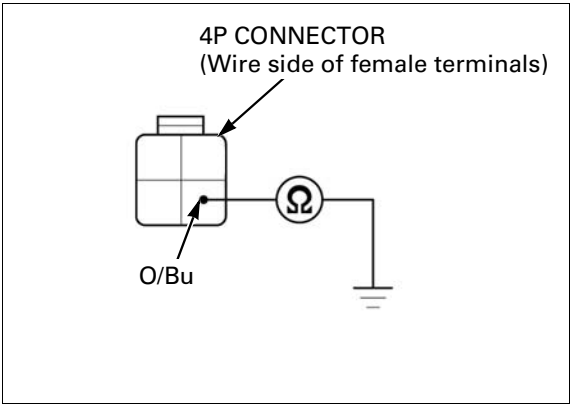 4P CONNECTOR
(Wire side of female terminals)
Ω
O/Bu